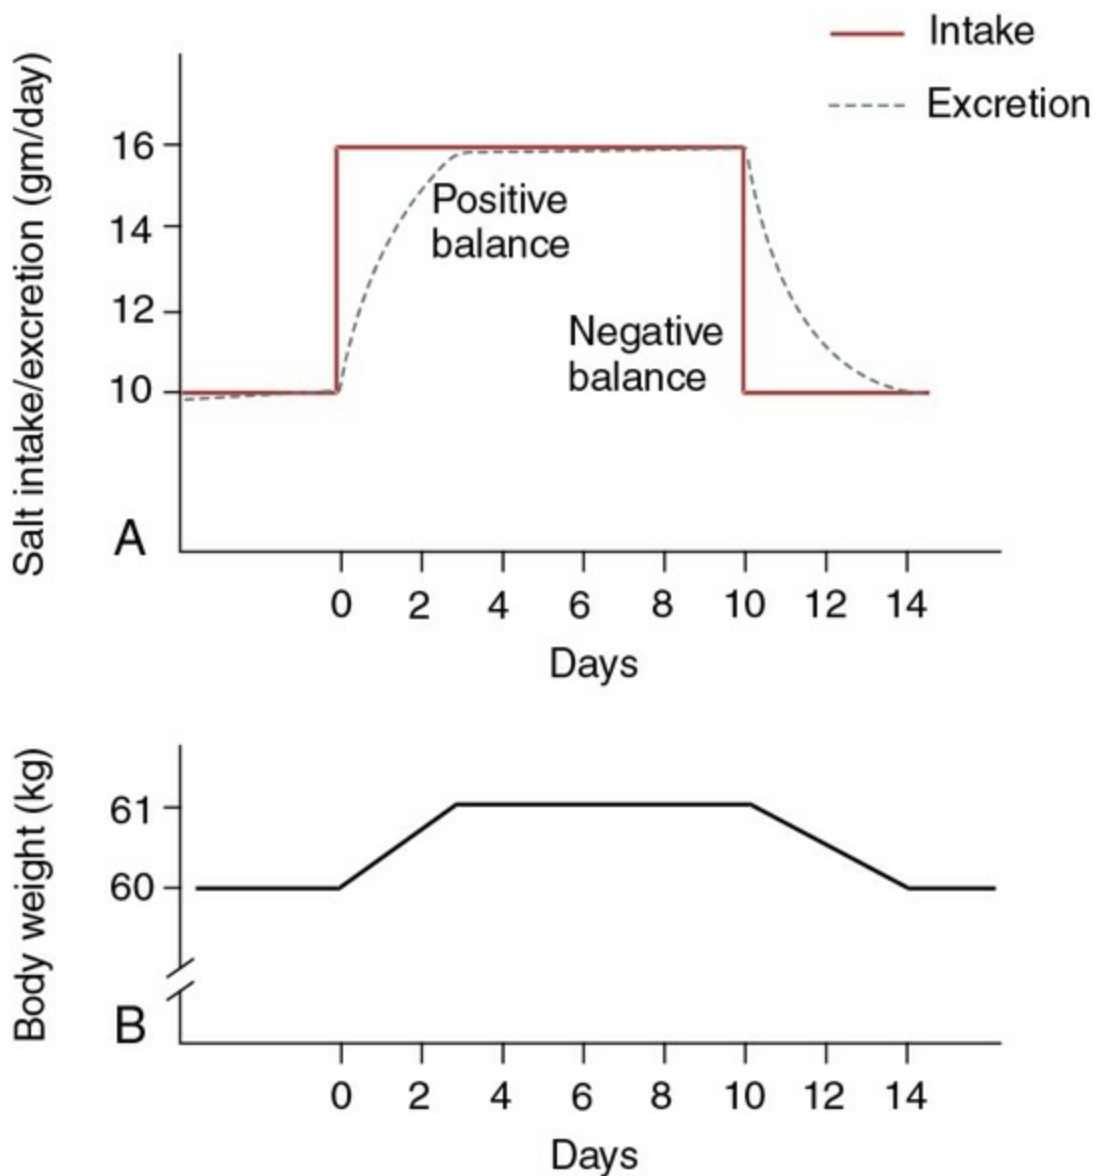 Intake
Excretion
Salt intake/excretion (gm/day)
16
14
12
10
Positive
balance
Negative
balance
A
0 2 4 6 8 10 12 14
Days
Body weight (kg)
61
60
B
0 2 4 6 8 10 12 14
Days